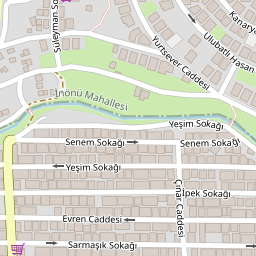 Süleyman So
Yurtsever Caddesi
Ulubatlı Hasan
Kanarye
İnönü Mahallesi
Yeşim Sokağı
Senem Sokağı
Senem Sokağı
Yeşim Sokağı
Çınar Caddesi
İpek Sokağı
Evren Caddesi
Sarmaşık Sokağı